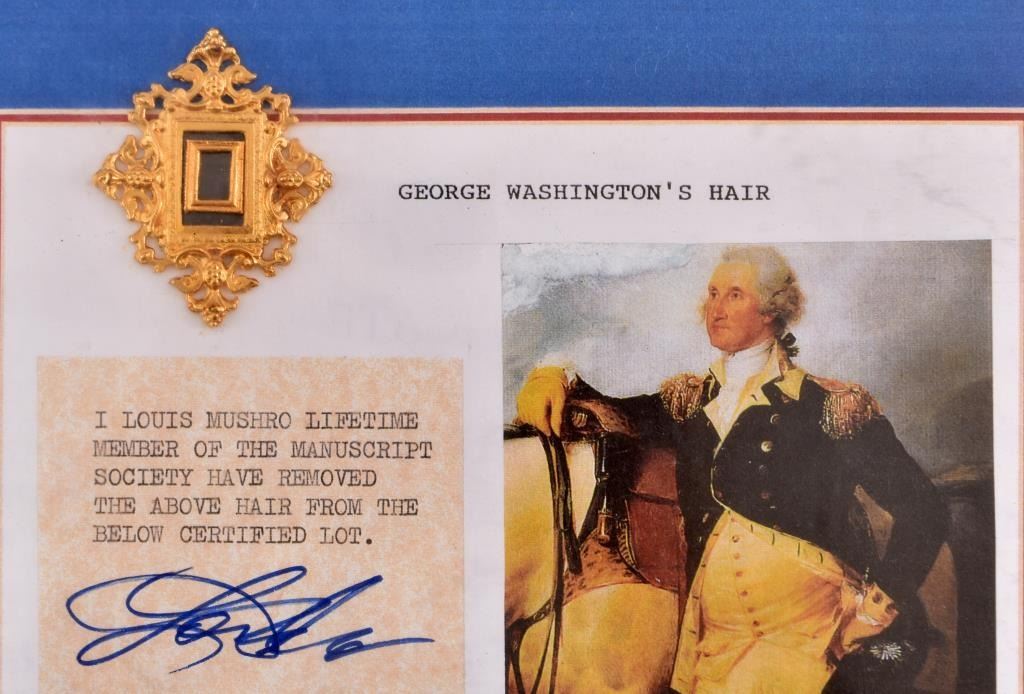 GEORGE WASHINGTON'S HAIR
I LOUIS MUSHRO LIFETIME
MEMBER OF THE MANUSCRIPT
SOCIETY HAVE REMOVED
THE ABOVE HAIR FROM THE
BELOW CERTIFIED LOT.